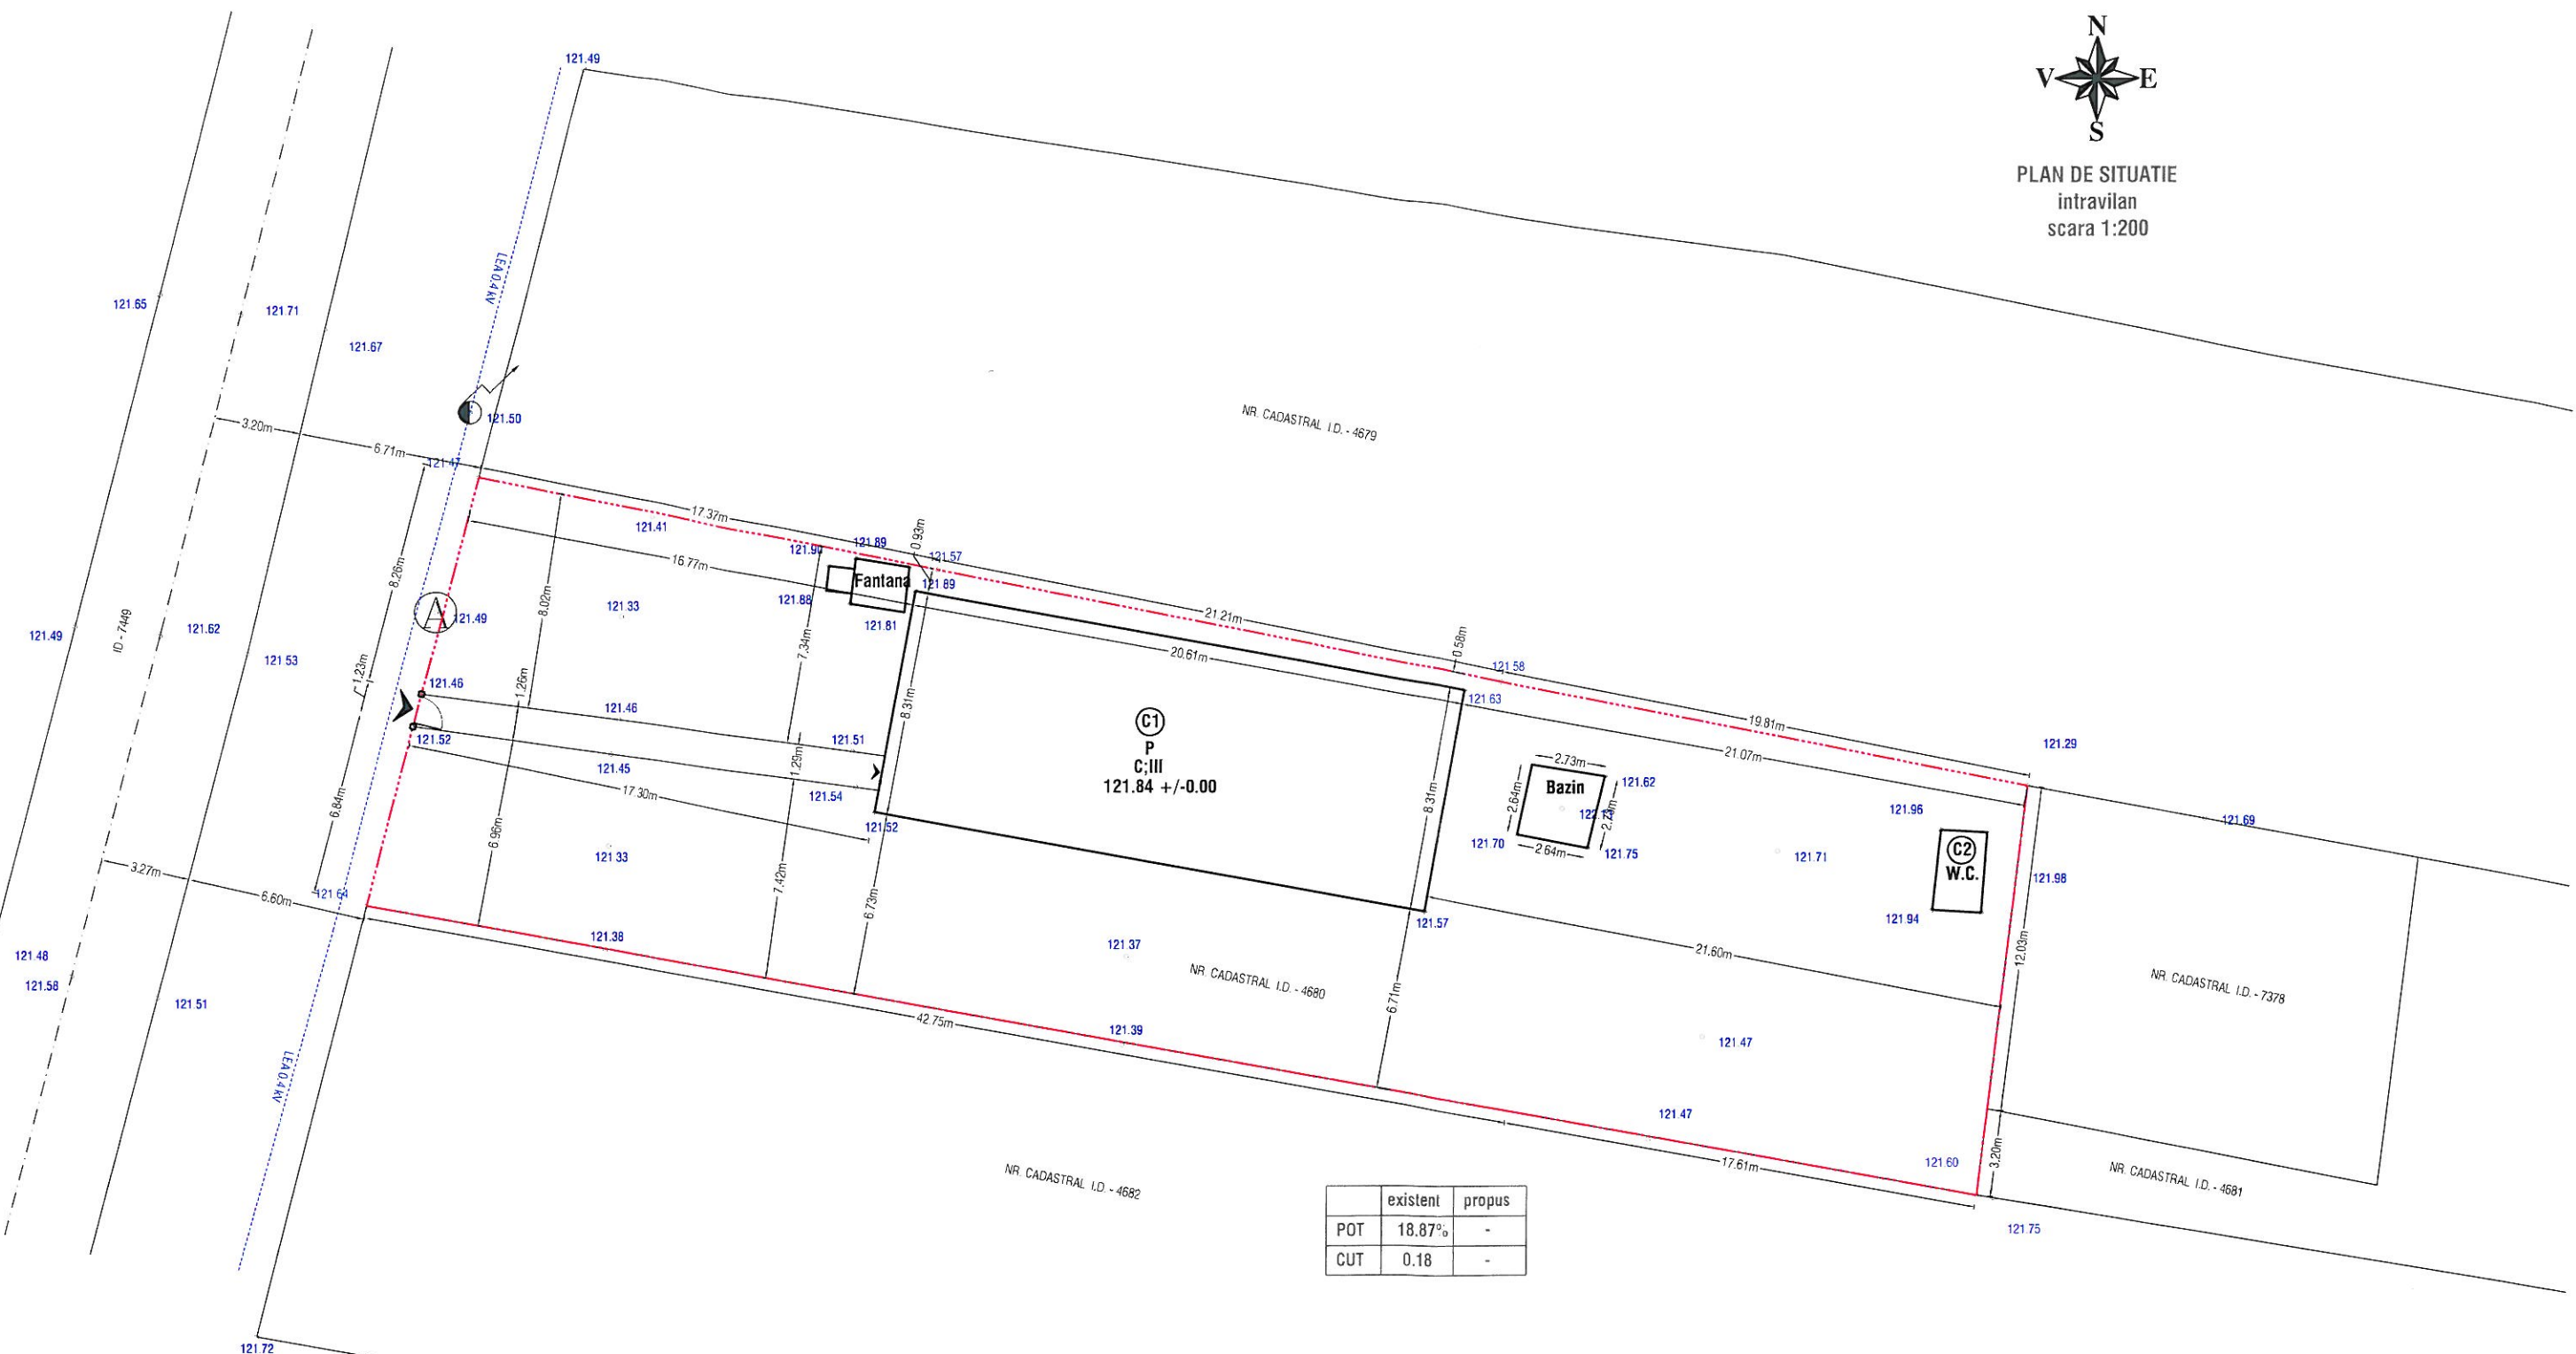 N
V
E
S
PLAN DE SITUATIE
intravilan
scara 1:200
121.49
LEA 0.4 kV
121.65
121.71
121.67
121.50
3.20m
6.71m
121.47
NR. CADASTRAL I.D. - 4679
17.37m
121.41
16.77m
121.90
121.89
0.93m
121.57
121.89
Fantana
8.26m
8.02m
121.33
121.88
121.81
A
121.49
121.49
ID - 7449
121.62
121.53
7.34m
21.21m
20.61m
0.58m
121.58
121.63
1.23m
121.46
1.26m
121.46
8.31m
121.51
C1
P
C;III
121.84 +/-0.00
19.81m
21.07m
121.29
121.52
121.45
1.29m
17.30m
121.54
121.52
8.31m
2.73m
Bazin
2.64m
121.62
2.64m
121.70
121.75
121.96
121.71
C2
W.C.
121.69
121.98
121.94
6.84m
6.96m
121.33
7.42m
6.73m
3.27m
6.60m
121.64
121.38
121.37
121.57
21.60m
12.03m
121.48
121.58
121.51
NR. CADASTRAL I.D. - 4680
6.71m
NR. CADASTRAL I.D. - 7378
42.75m
121.39
121.47
LEA 0.4 kV
121.47
17.61m
121.60
3.20m
NR. CADASTRAL I.D. - 4681
NR. CADASTRAL I.D. - 4682
121.75
existent propus
POT 18.87% -
CUT 0.18 -
121.72